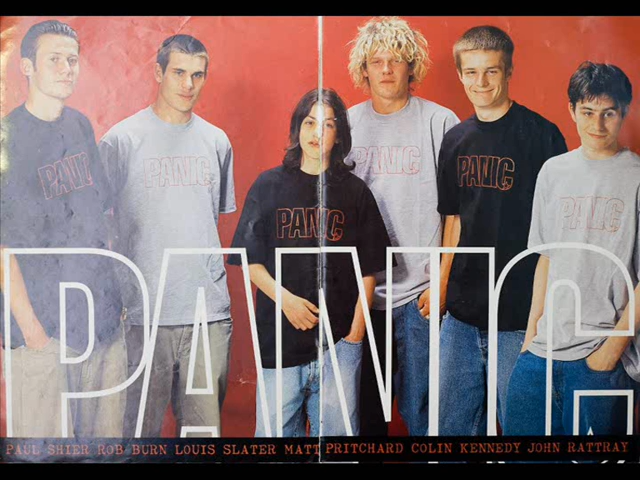 PANIC
PANIC
PANIC
PANIC
PANIC
PANIC
PANIC
PAUL SHIER ROB BURN LOUIS SLATER MATT PRITCHARD COLIN KENNEDY JOHN RATTRAY